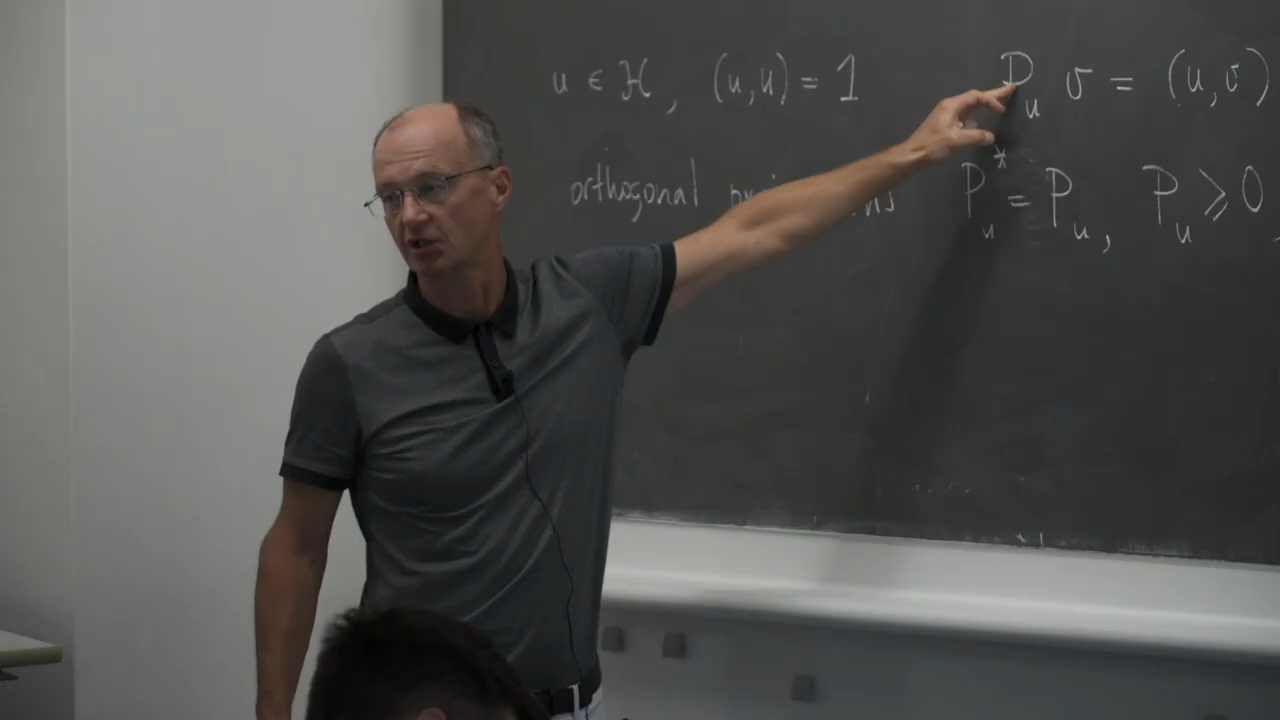 u ∈ ℋ, (u,u) = 1 P_u v = (u,v)
orthogonal P_u^* = P_u, P_u ⩾ 0,